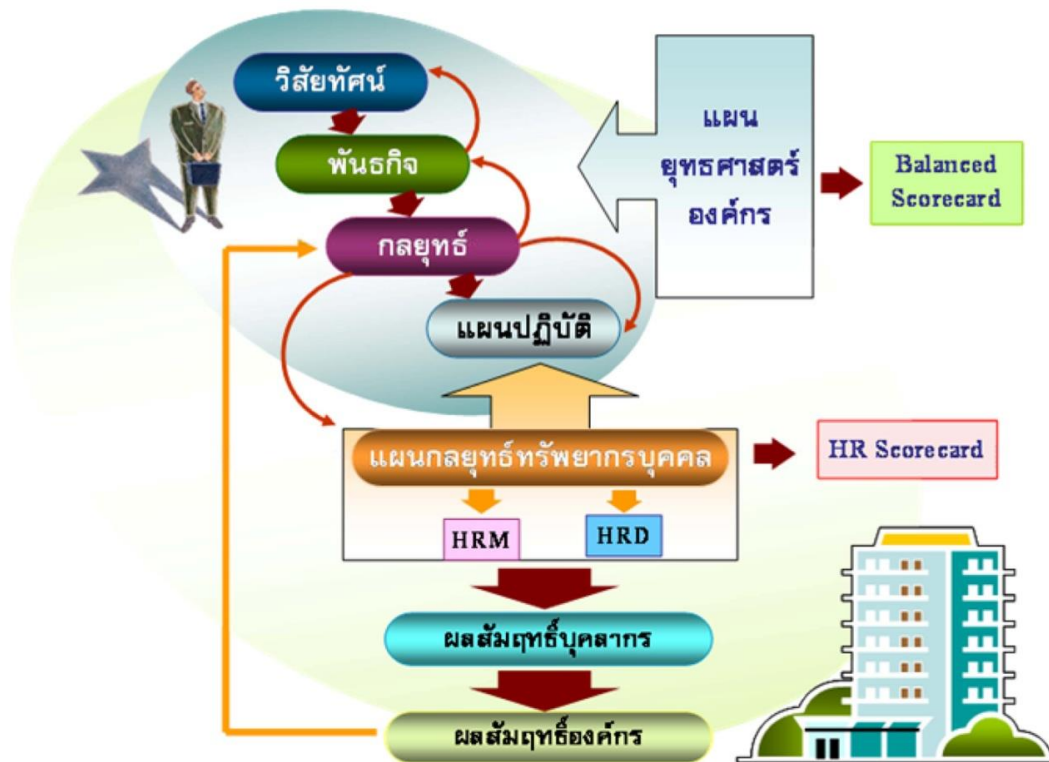 วิสัยทัศน์
พันธกิจ
กลยุทธ์
แผนปฏิบัติ
แผน
ยุทธศาสตร์
องค์กร
Balanced
Scorecard
แผนกลยุทธ์ทรัพยากรบุคคล
HR Scorecard
HRM
HRD
ผลสัมฤทธิ์บุคลากร
ผลสัมฤทธิ์องค์กร